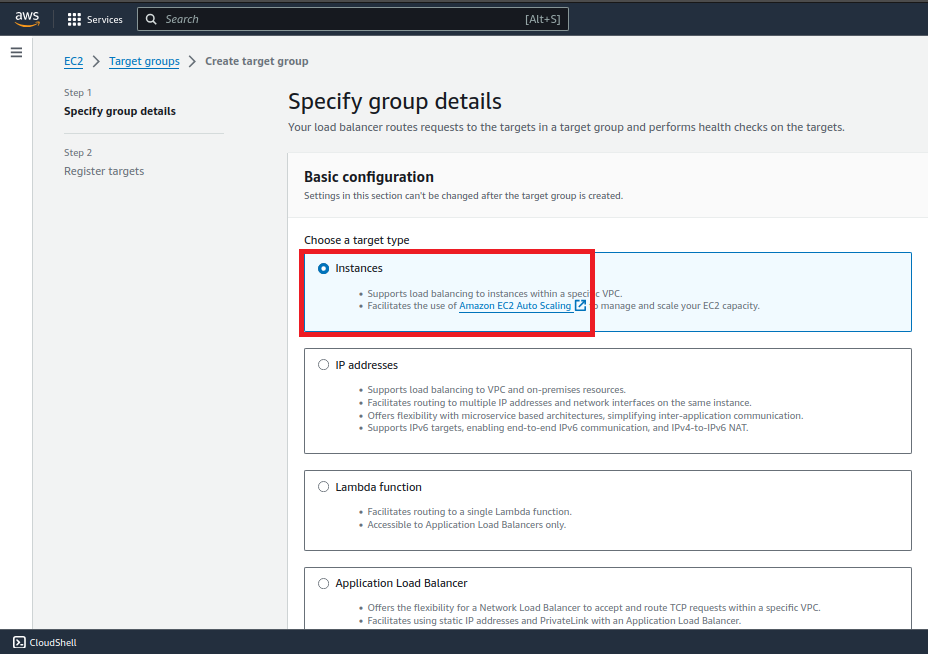 aws
Services
Search [Alt+S]
EC2 > Target groups > Create target group
Step 1
Specify group details
Step 2
Register targets
Specify group details
Your load balancer routes requests to the targets in a target group and performs health checks on the targets.
Basic configuration
Settings in this section can't be changed after the target group is created.
Choose a target type
Instances
• Supports load balancing to instances within a specific VPC.
• Facilitates the use of Amazon EC2 Auto Scaling to manage and scale your EC2 capacity.
IP addresses
• Supports load balancing to VPC and on-premises resources.
• Facilitates routing to multiple IP addresses and network interfaces on the same instance.
• Offers flexibility with microservice based architectures, simplifying inter-application communication.
• Supports IPv6 targets, enabling end-to-end IPv6 communication, and IPv4-to-IPv6 NAT.
Lambda function
• Facilitates routing to a single Lambda function.
• Accessible to Application Load Balancers only.
Application Load Balancer
• Offers the flexibility for a Network Load Balancer to accept and route TCP requests within a specific VPC.
• Facilitates using static IP addresses and PrivateLink with an Application Load Balancer.
CloudShell